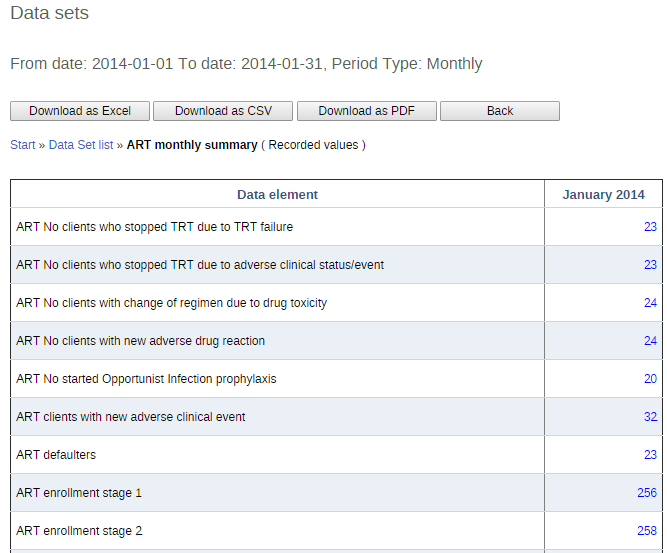 Data sets
From date: 2014-01-01 To date: 2014-01-31, Period Type: Monthly
Download as Excel Download as CSV Download as PDF Back
Start » Data Set list » ART monthly summary ( Recorded values )
Data element January 2014
ART No clients who stopped TRT due to TRT failure 23
ART No clients who stopped TRT due to adverse clinical status/event 23
ART No clients with change of regimen due to drug toxicity 24
ART No clients with new adverse drug reaction 24
ART No started Opportunist Infection prophylaxis 20
ART clients with new adverse clinical event 32
ART defaulters 23
ART enrollment stage 1 256
ART enrollment stage 2 258